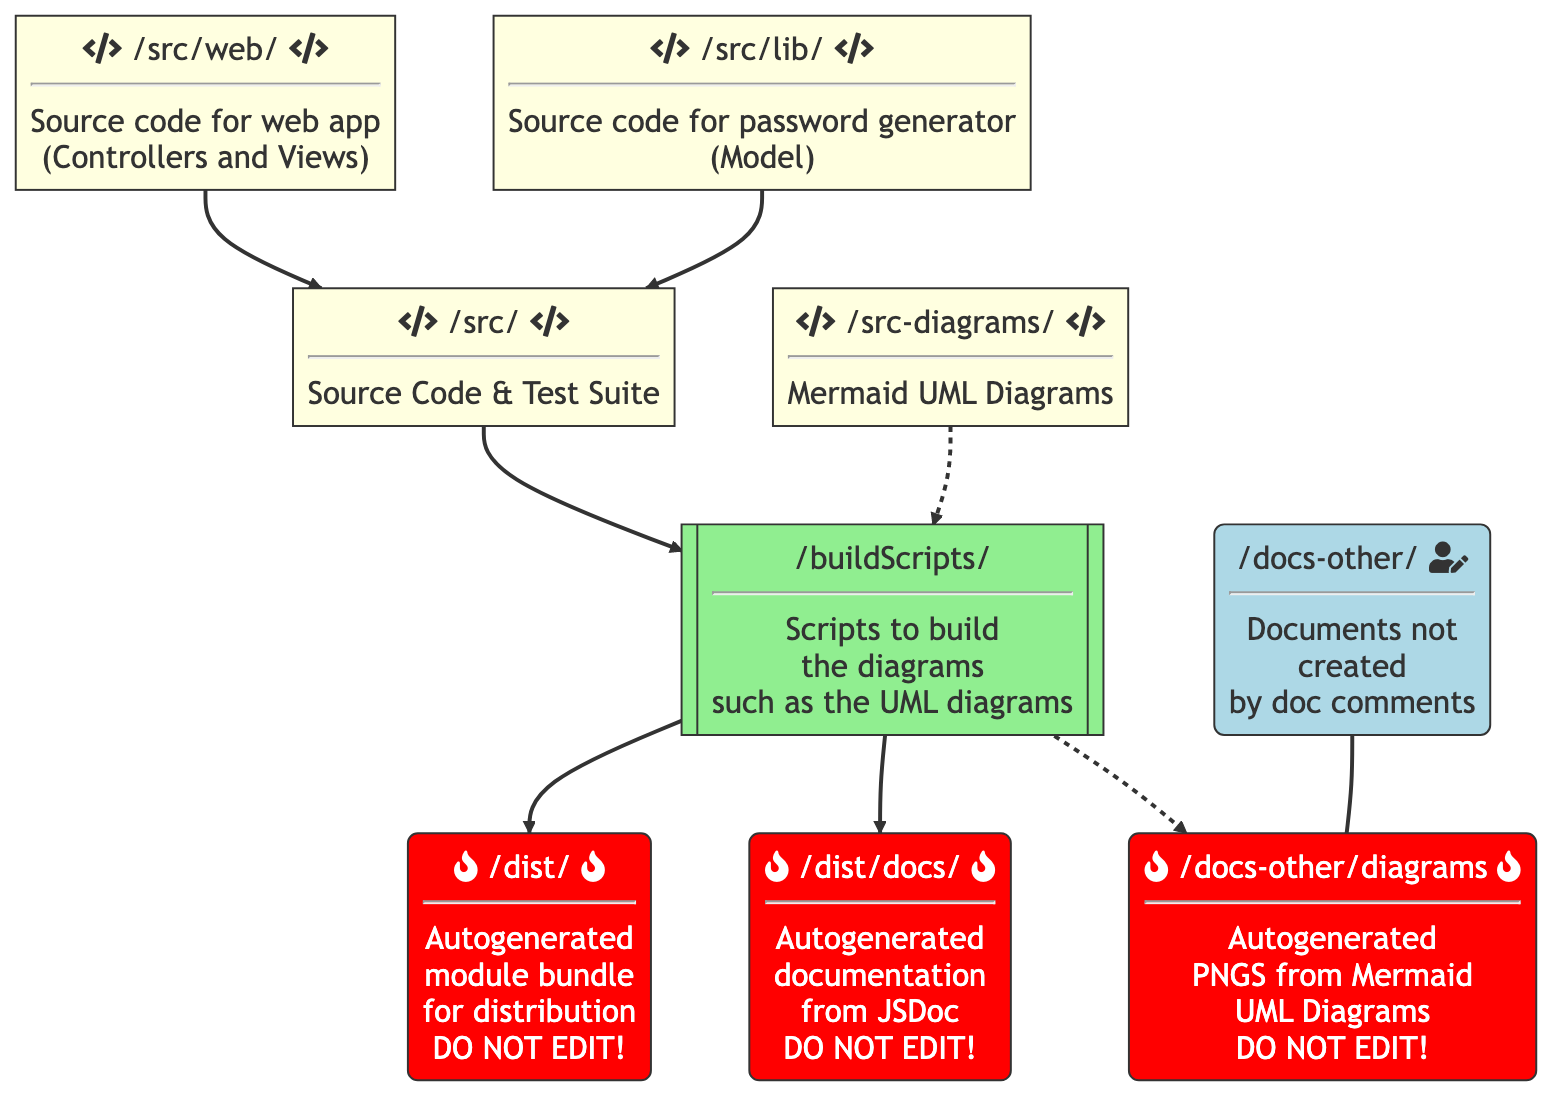 /src/web/
Source code for web app
(Controllers and Views)
/src/lib/
Source code for password generator
(Model)
/src/
Source Code & Test Suite
/src-diagrams/
Mermaid UML Diagrams
/buildScripts/
Scripts to build
the diagrams
such as the UML diagrams
/docs-other/
Documents not
created
by doc comments
/dist/
Autogenerated
module bundle
for distribution
DO NOT EDIT!
/dist/docs/
Autogenerated
documentation
from JSDoc
DO NOT EDIT!
/docs-other/diagrams
Autogenerated
PNGS from Mermaid
UML Diagrams
DO NOT EDIT!